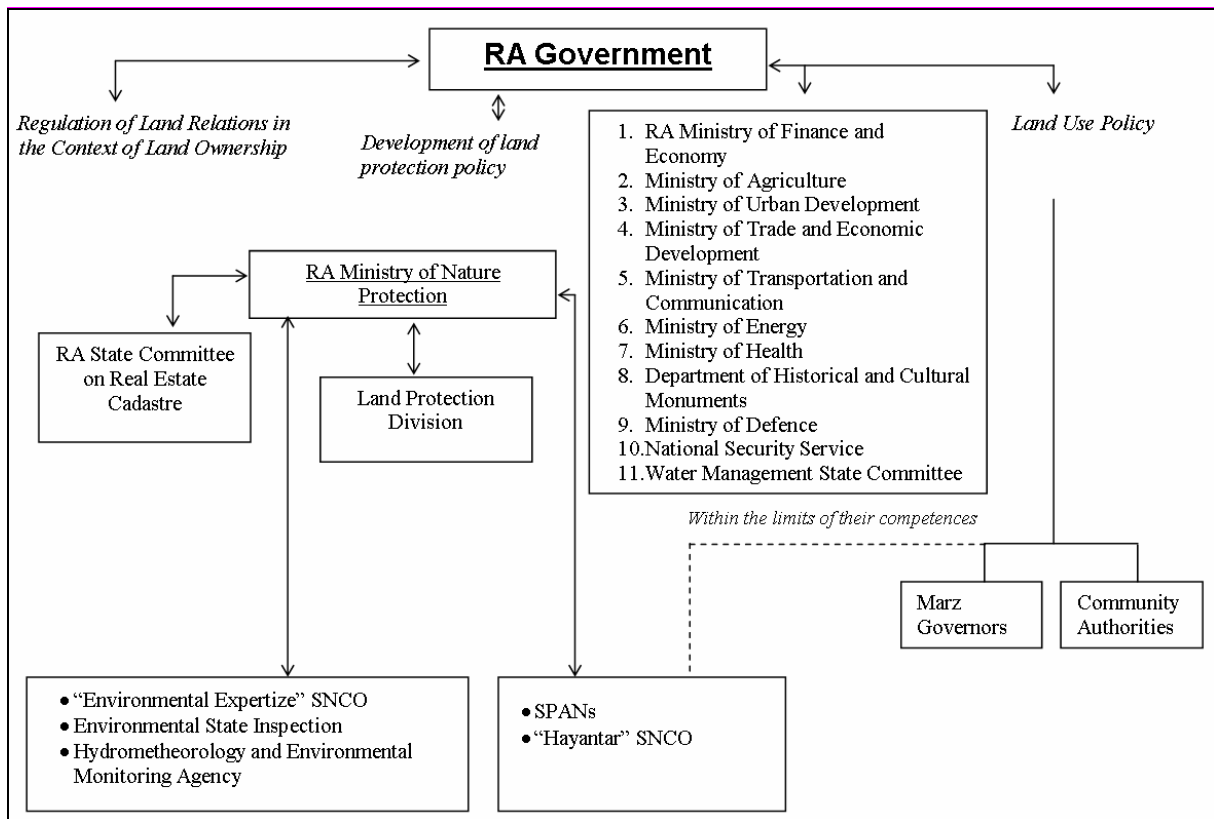 RA Government
Regulation of Land Relations in
the Context of Land Ownership
Development of land
protection policy
Land Use Policy
1. RA Ministry of Finance and
Economy
2. Ministry of Agriculture
3. Ministry of Urban Development
4. Ministry of Trade and Economic
Development
5. Ministry of Transportation and
Communication
6. Ministry of Energy
7. Ministry of Health
8. Department of Historical and Cultural
Monuments
9. Ministry of Defence
10.National Security Service
11.Water Management State Committee
RA Ministry of Nature
Protection
RA State Committee
on Real Estate
Cadastre
Land Protection
Division
Within the limits of their competences
Marz
Governors
Community
Authorities
• “Environmental Expertize” SNCO
• Environmental State Inspection
• Hydrometheorology and Environmental
Monitoring Agency
• SPANs
• “Hayantar” SNCO